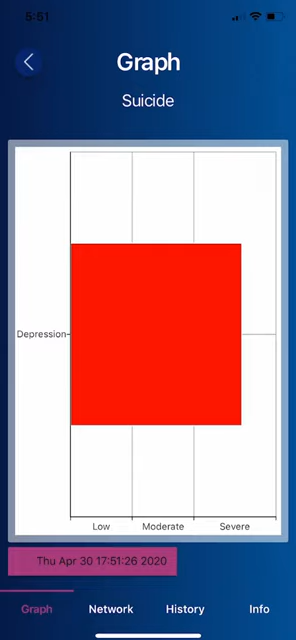 5:51
Graph
Suicide
Depression
Low Moderate Severe
Thu Apr 30 17:51:26 2020
Graph Network History Info